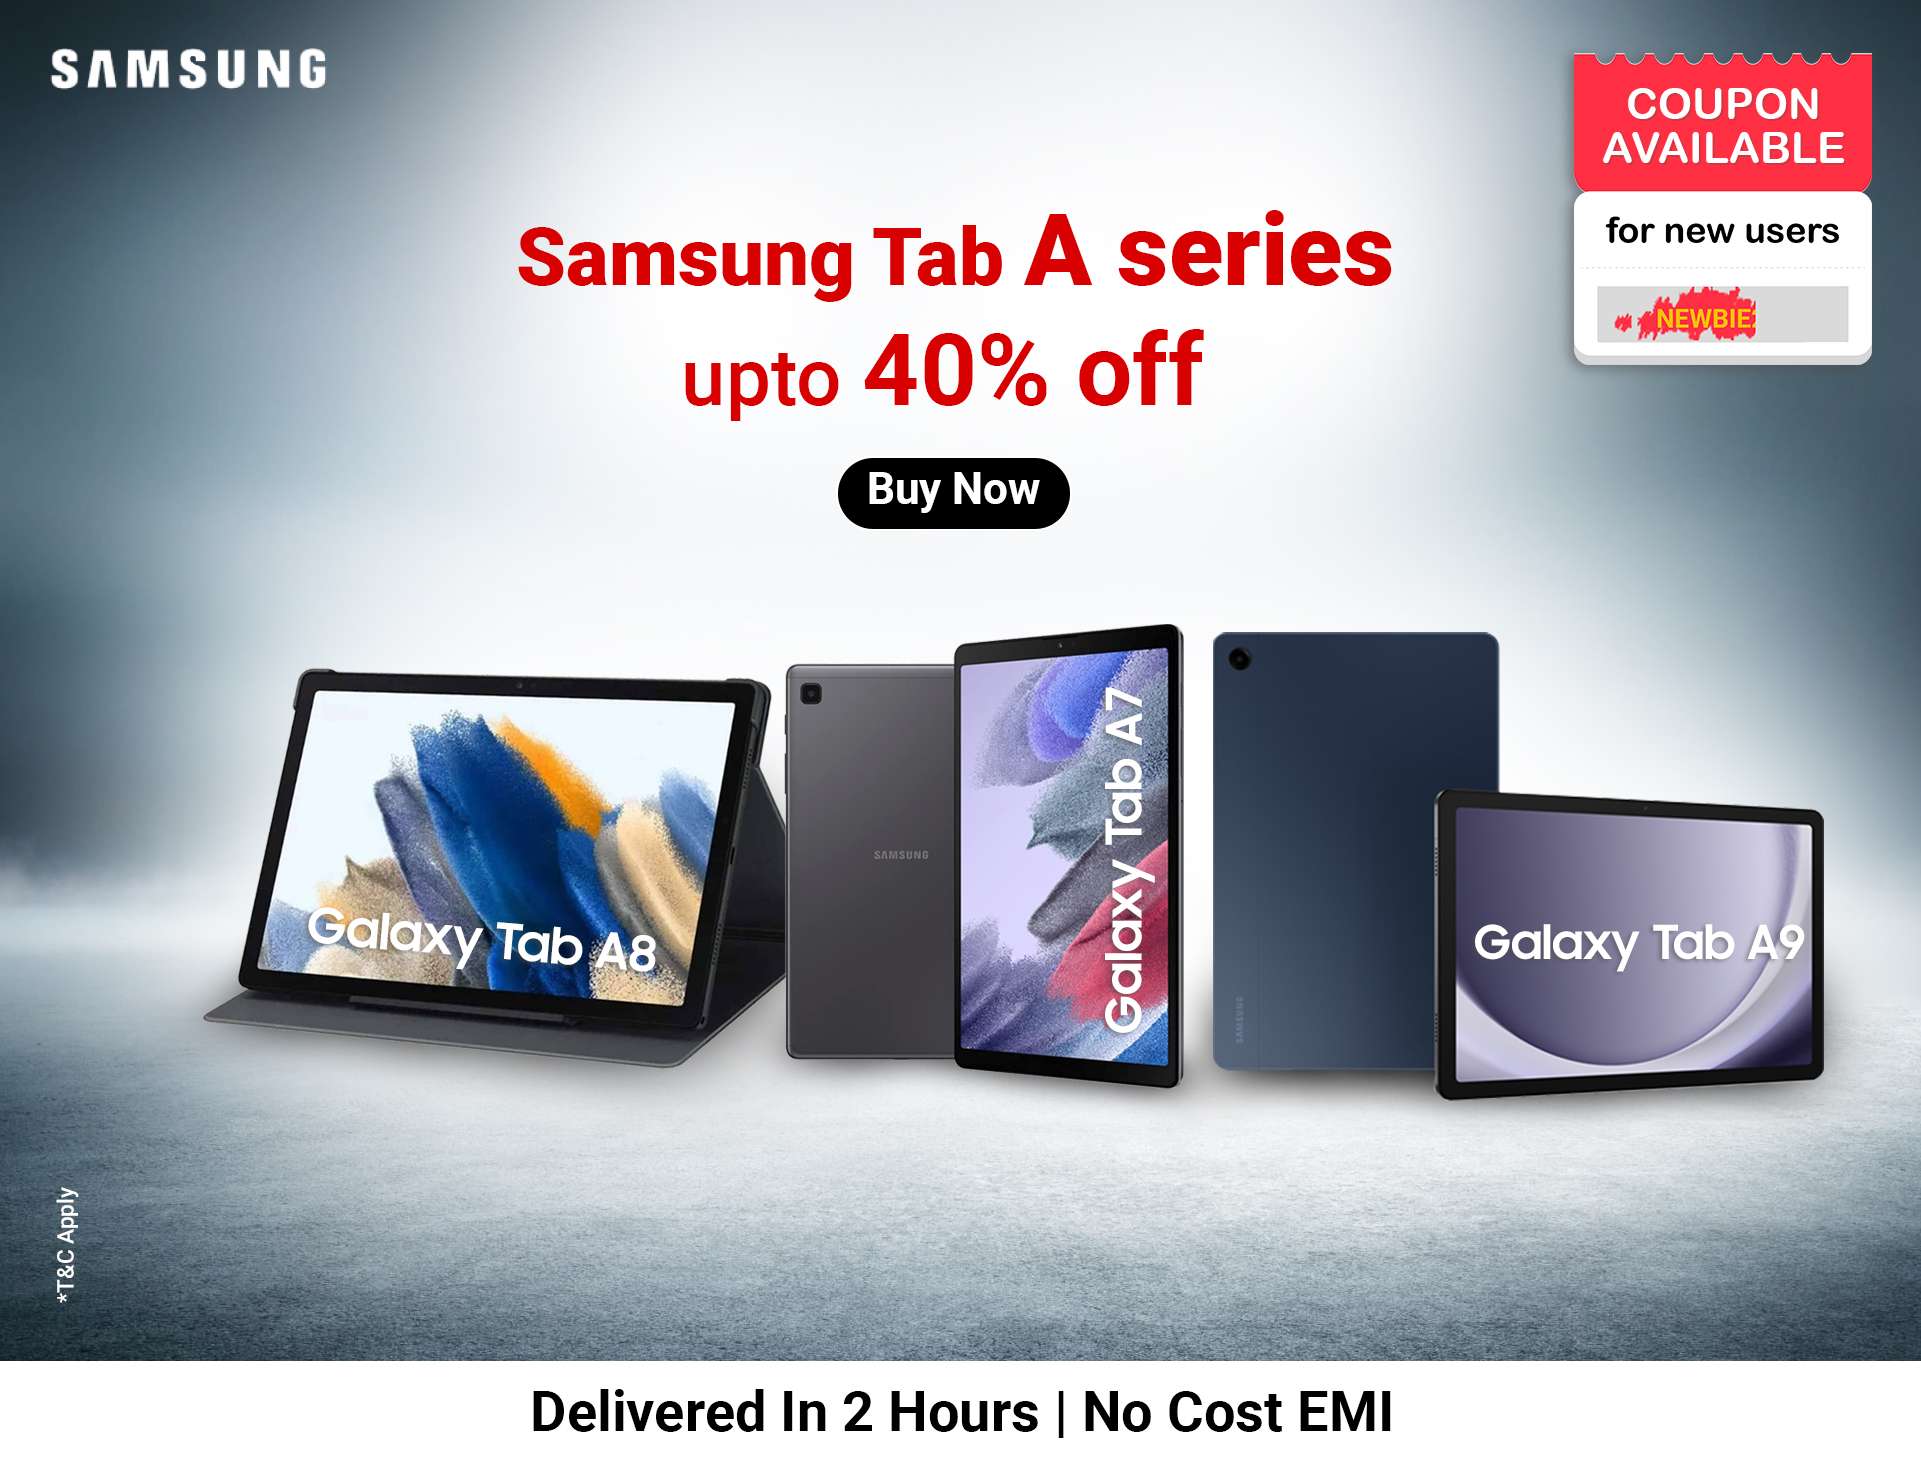 SAMSUNG
COUPON
AVAILABLE
for new users
NEWBIE
Samsung Tab A series
upto 40% off
Buy Now
Galaxy Tab A8
SAMSUNG
Galaxy Tab A7
SAMSUNG
Galaxy Tab A9
*T&C Apply
Delivered In 2 Hours | No Cost EMI